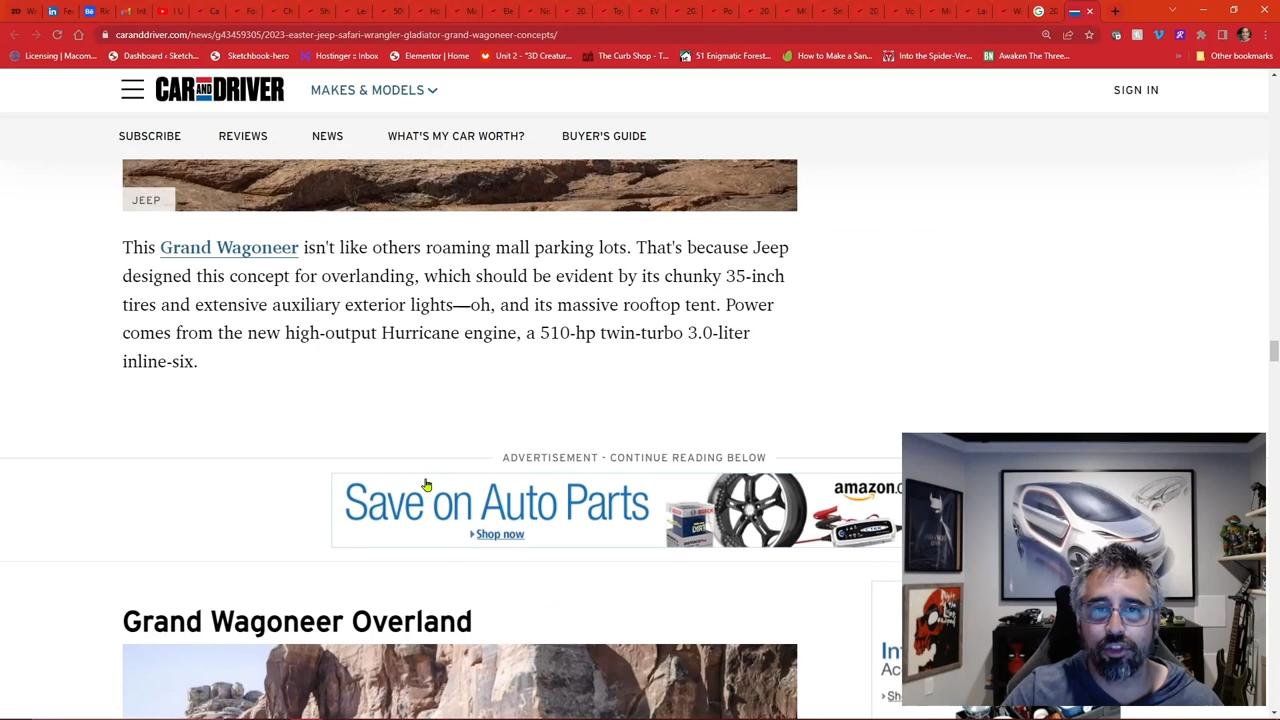 caranddriver.com/news/g43459305/2023-easter-jeep-safari-wrangler-gladiator-grand-wagoneer-concepts/
Licensing | Macom... Dashboard ‹ Sketch... Sketchbook-hero Hostinger :: Inbox Elementor | Home Unit 2 - "3D Creatur... The Curb Shop - T... 51 Enigmatic Forest... How to Make a San... Into the Spider-Ver... Awaken The Three... Other bookmarks
CAR AND DRIVER MAKES & MODELS SIGN IN
SUBSCRIBE REVIEWS NEWS WHAT'S MY CAR WORTH? BUYER'S GUIDE
JEEP
This Grand Wagoneer isn't like others roaming mall parking lots. That's because Jeep
designed this concept for overlanding, which should be evident by its chunky 35-inch
tires and extensive auxiliary exterior lights—oh, and its massive rooftop tent. Power
comes from the new high-output Hurricane engine, a 510-hp twin-turbo 3.0-liter
inline-six.
ADVERTISEMENT - CONTINUE READING BELOW
Save on Auto Parts
Shop now
amazon.c
Grand Wagoneer Overland